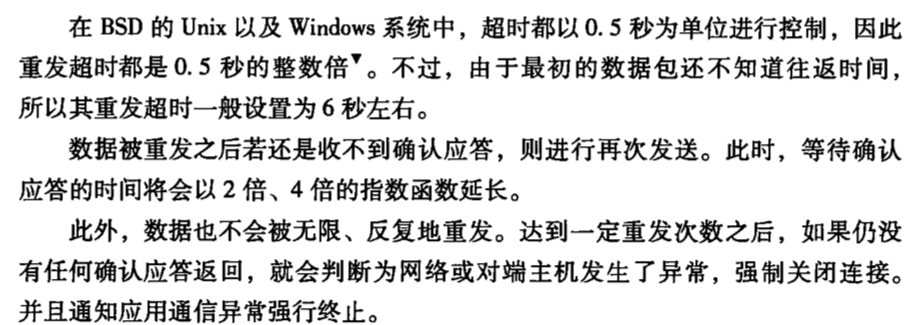 在 BSD 的 Unix 以及 Windows 系统中，超时都以 0.5 秒为单位进行控制，因此
重发超时都是 0.5 秒的整数倍▼。不过，由于最初的数据包还不知道往返时间，
所以其重发超时一般设置为 6 秒左右。
数据被重发之后若还是收不到确认应答，则进行再次发送。此时，等待确认
应答的时间将会以 2 倍、4 倍的指数函数延长。
此外，数据也不会被无限、反复地重发。达到一定重发次数之后，如果仍没
有任何确认应答返回，就会判断为网络或对端主机发生了异常，强制关闭连接。
并且通知应用通信异常强行终止。